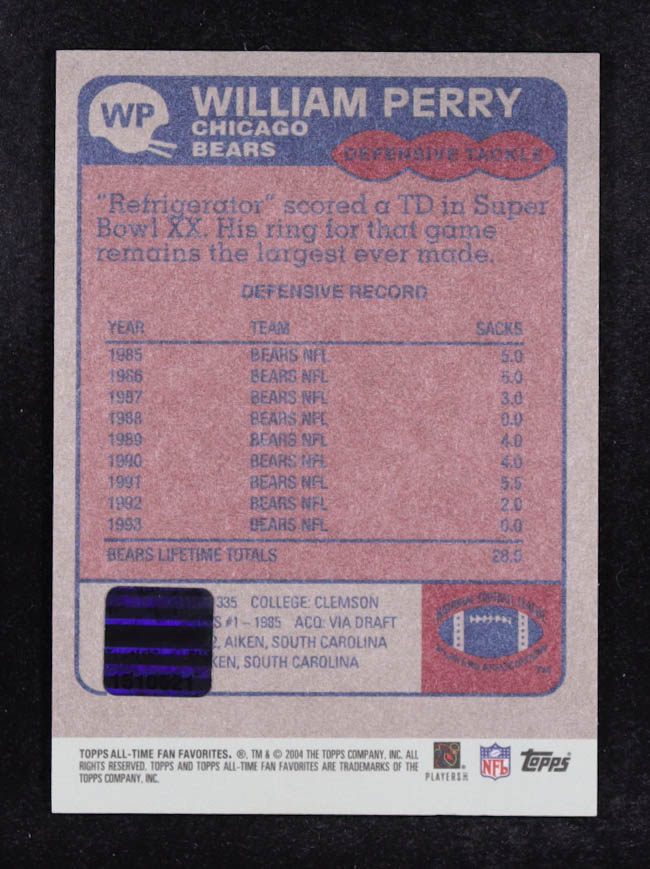 WP
WILLIAM PERRY
CHICAGO
BEARS
DEFENSIVE TACKLE
"Refrigerator" scored a TD in Super
Bowl XX. His ring for that game
remains the largest ever made.
DEFENSIVE RECORD
YEAR TEAM SACKS
1985 BEARS NFL 5.0
1986 BEARS NFL 5.0
1987 BEARS NFL 3.0
1988 BEARS NFL 0.0
1989 BEARS NFL 4.0
1990 BEARS NFL 4.0
1991 BEARS NFL 5.5
1992 BEARS NFL 2.0
1993 BEARS NFL 0.0
BEARS LIFETIME TOTALS 28.5
335 COLLEGE: CLEMSON
#1–1985 ACQ: VIA DRAFT
AIKEN, SOUTH CAROLINA
KEN, SOUTH CAROLINA
1510521
NATIONAL FOOTBALL LEAGUE
TOPPS ALL-TIME FAN FAVORITES. ®, TM & © 2004 THE TOPPS COMPANY, INC. ALL
RIGHTS RESERVED. TOPPS AND TOPPS ALL-TIME FAN FAVORITES ARE TRADEMARKS OF THE
TOPPS COMPANY, INC.
PLAYERS
NFL
Topps